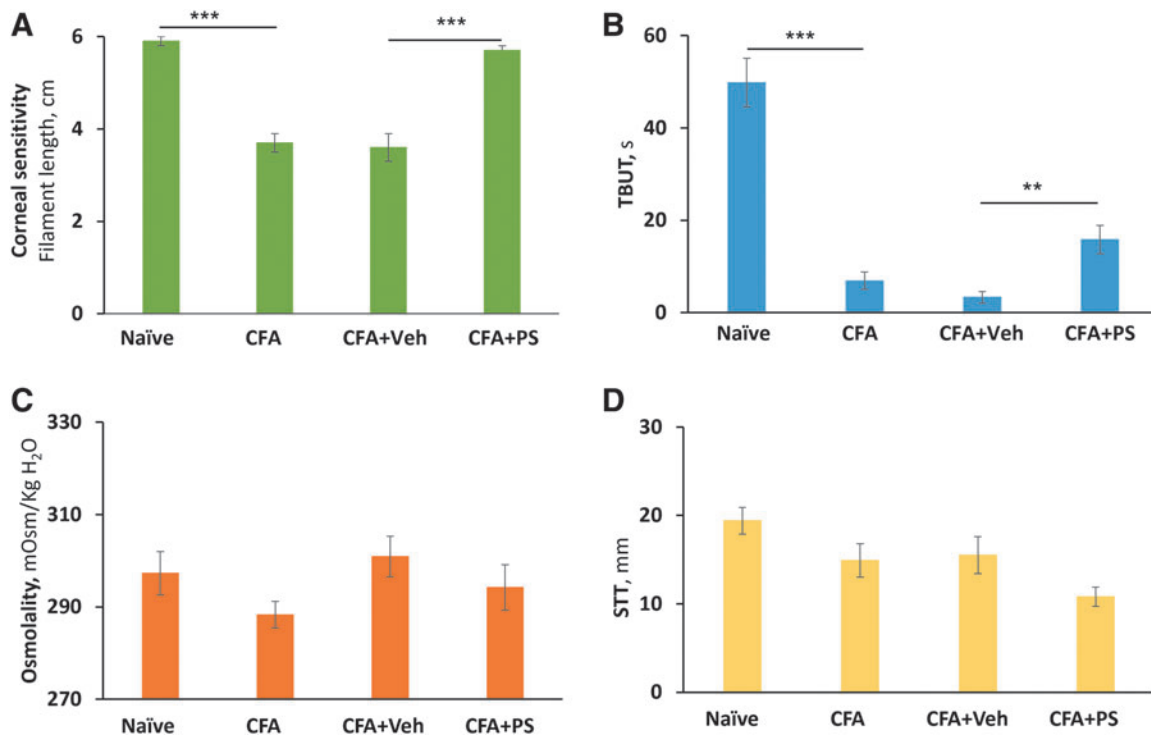 A
Corneal sensitivity
Filament length, cm
6
4
2
0
***
***
Naïve CFA CFA+Veh CFA+PS
B
TBUT, s
60
40
20
0
***
**
Naïve CFA CFA+Veh CFA+PS
C
Osmolality, mOsm/Kg H₂O
330
310
290
270
Naïve CFA CFA+Veh CFA+PS
D
STT, mm
30
20
10
0
Naïve CFA CFA+Veh CFA+PS